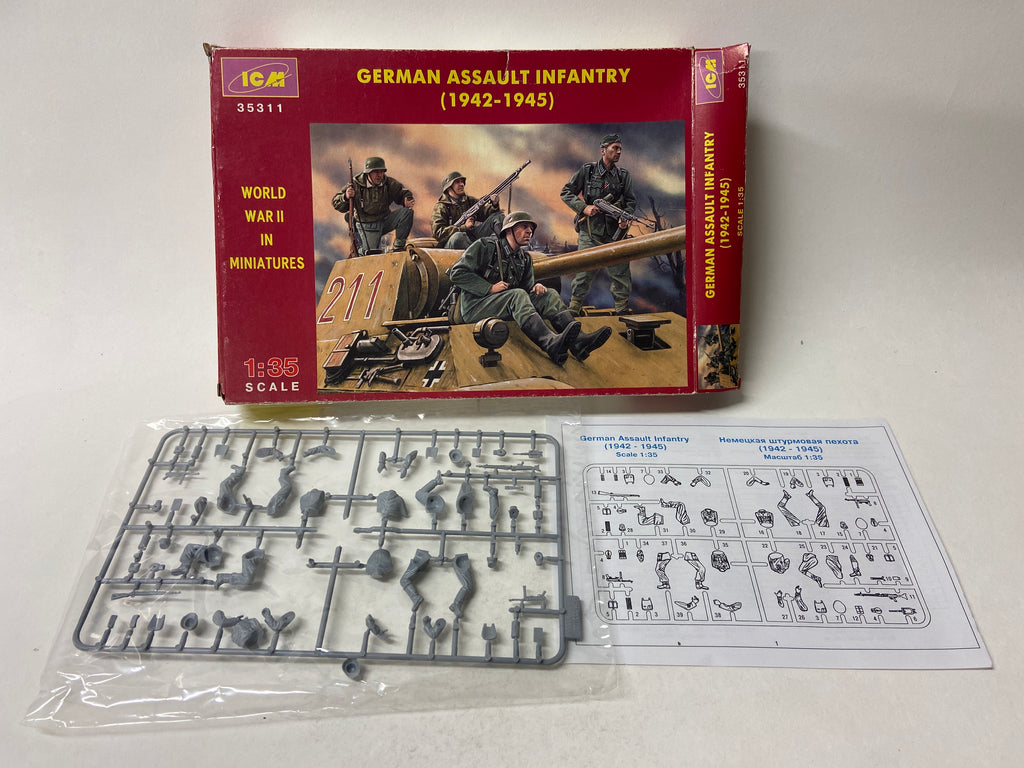 ICM
35311
GERMAN ASSAULT INFANTRY
(1942-1945)
WORLD
WAR II
IN
MINIATURES
211
1:35
SCALE
ICM
35311
GERMAN ASSAULT INFANTRY
(1942-1945)
SCALE 1:35
German Assault Infantry
(1942 - 1945)
Scale 1:35
Немецкая штурмовая пехота
(1942 - 1945)
Масштаб 1:35